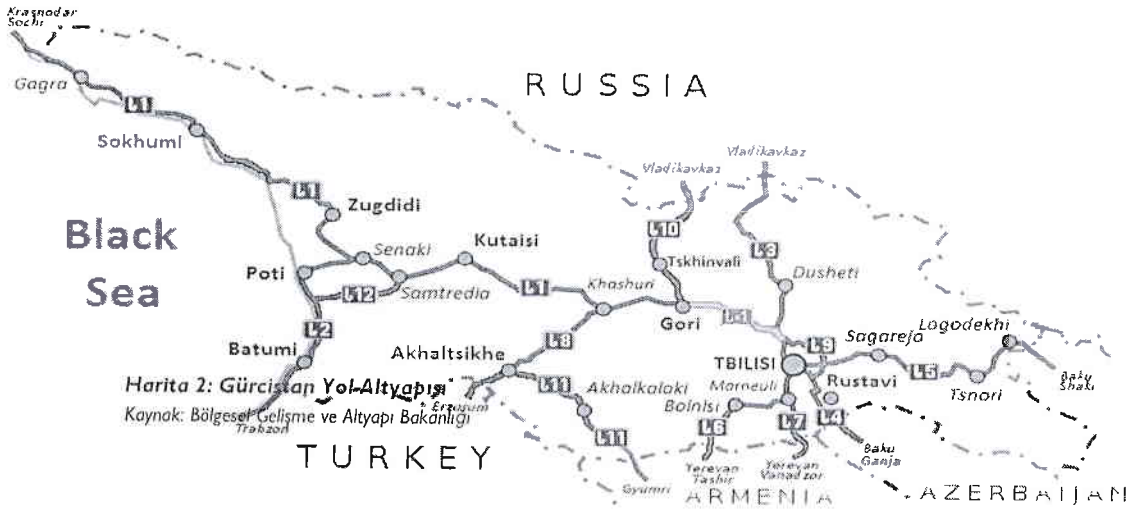 Krasnodar
Sochi
Gagra
L1
Sokhumi
RUSSIA
Vladikavkaz
Vladikavkaz
L1
Zugdidi
Black
Sea
L10
L3
Senaki
Kutaisi
Tskhinvali
Poti
Dusheti
L12
Samtredia
L1
Khashuri
Gori
L1
L2
Sagarejo
Lagodekhi
Batumi
Akhaltsikhe
L8
L9
TBILISI
L5
Baku
Shaki
Harita 2: Gürcistan Yol Altyapısı
L11
Akhalkalaki
Marneuli
Rustavi
Tsnori
Kaynak: Bölgesel Gelişme ve Altyapı Bakanlığı
Erzurum
Bolnisi
Trabzon
L11
L6
L7
L4
TURKEY
Baku
Ganja
Yerevan
Tashir
Yerevan
Vanadzor
Gyumri
ARMENIA
AZERBAIJAN